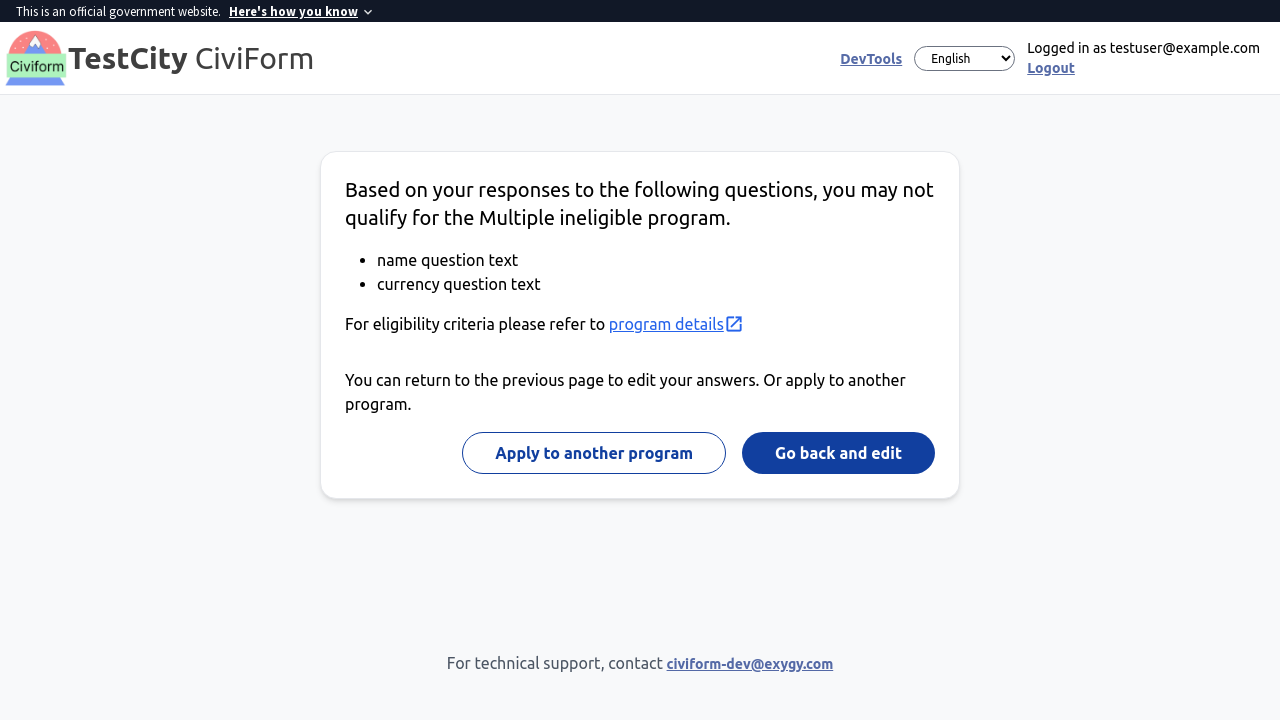 This is an official government website. Here's how you know
Civiform
TestCity CiviForm
DevTools
English
Logged in as testuser@example.com
Logout
Based on your responses to the following questions, you may not
qualify for the Multiple ineligible program.
• name question text
• currency question text
For eligibility criteria please refer to program details
You can return to the previous page to edit your answers. Or apply to another
program.
Apply to another program
Go back and edit
For technical support, contact civiform-dev@exygy.com